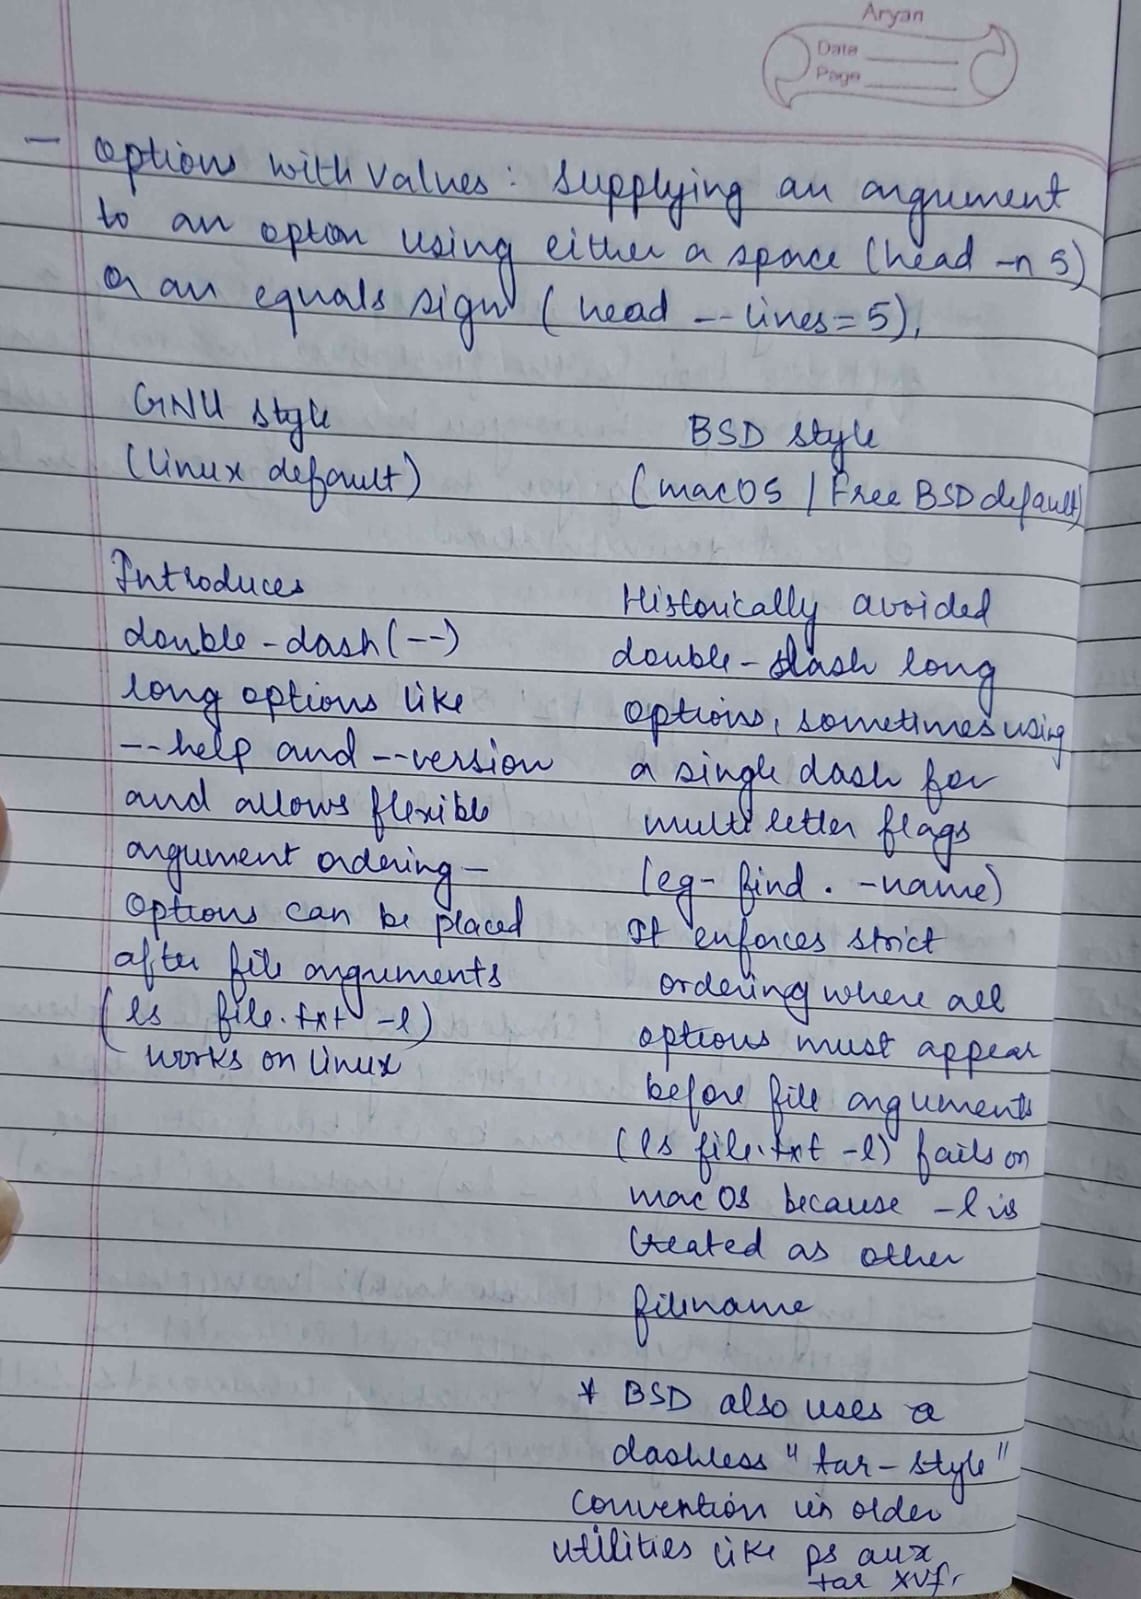 Aryan
Date
Page
- options with values: supplying an argument
to an opton using either a space (head -n 5)
or an equals sign (head --lines=5),
GNU style
(linux default)
Introduces
double-dash(--)
long options like
--help and --version
and allows flexible
argument ordering-
options can be placed
after file arguments
(ls file.txt -l)
works on linux
BSD style
(macOS / Free BSD default)
Historically avoided
double-dash long
options, sometimes using
a single dash for
multi letter flags
(eg- find . -name)
It enforces strict
ordering where all
options must appear
before file arguments
(ls file.txt -l) fails on
mac OS because -l is
treated as other
filename
* BSD also uses a
dashless "tar-style"
convention in older
utilities like ps aux
tar xvf,